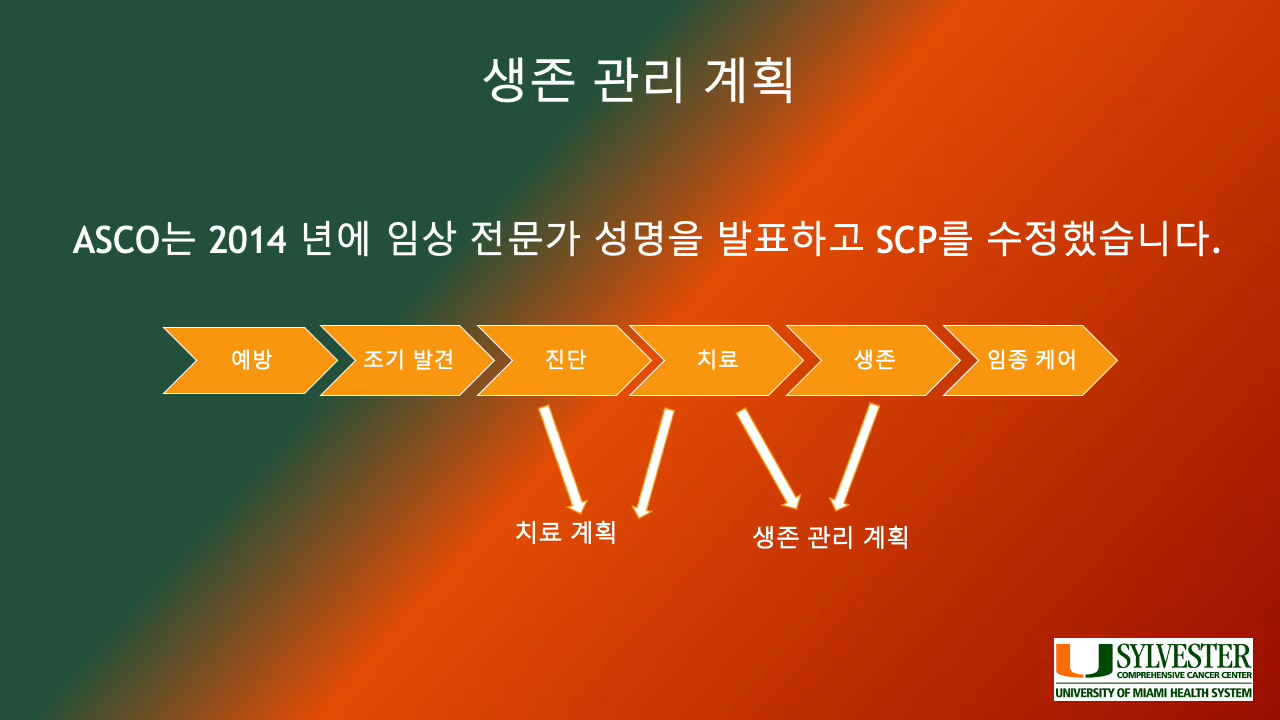 생존 관리 계획
ASCO는 2014 년에 임상 전문가 성명을 발표하고 SCP를 수정했습니다.
예방
조기 발견
진단
치료
생존
임종 케어
치료 계획
생존 관리 계획
SYLVESTER
COMPREHENSIVE CANCER CENTER
UNIVERSITY OF MIAMI HEALTH SYSTEM